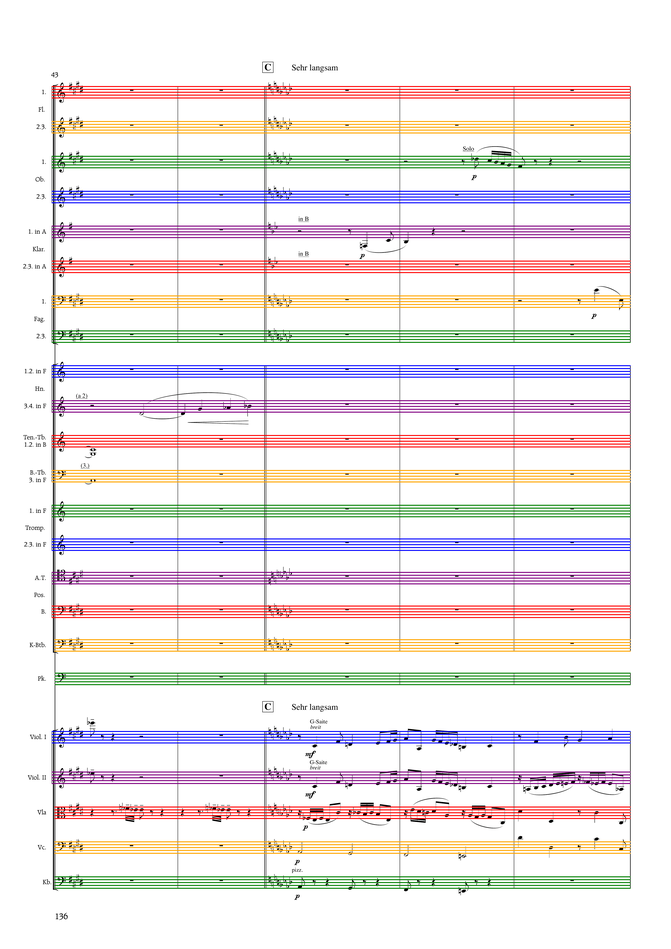 C Sehr langsam
43
1.
Fl.
2.3.
1.
Solo
p
Ob.
2.3.
1. in A
in B
Klar.
p
2.3. in A
in B
1.
Fag.
p
2.3.
1.2. in F
Hn.
(a 2)
3.4. in F
Ten.-Tb.
1.2. in B
(3.)
B.-Tb.
3. in F
1. in F
Tromp.
2.3. in F
A.T.
Pos.
B.
K-Btb.
Pk.
C Sehr langsam
G-Saite
breit
Viol. I
mf
G-Saite
breit
Viol. II
mf
Vla
p
Vc.
p
pizz.
Kb.
p
136